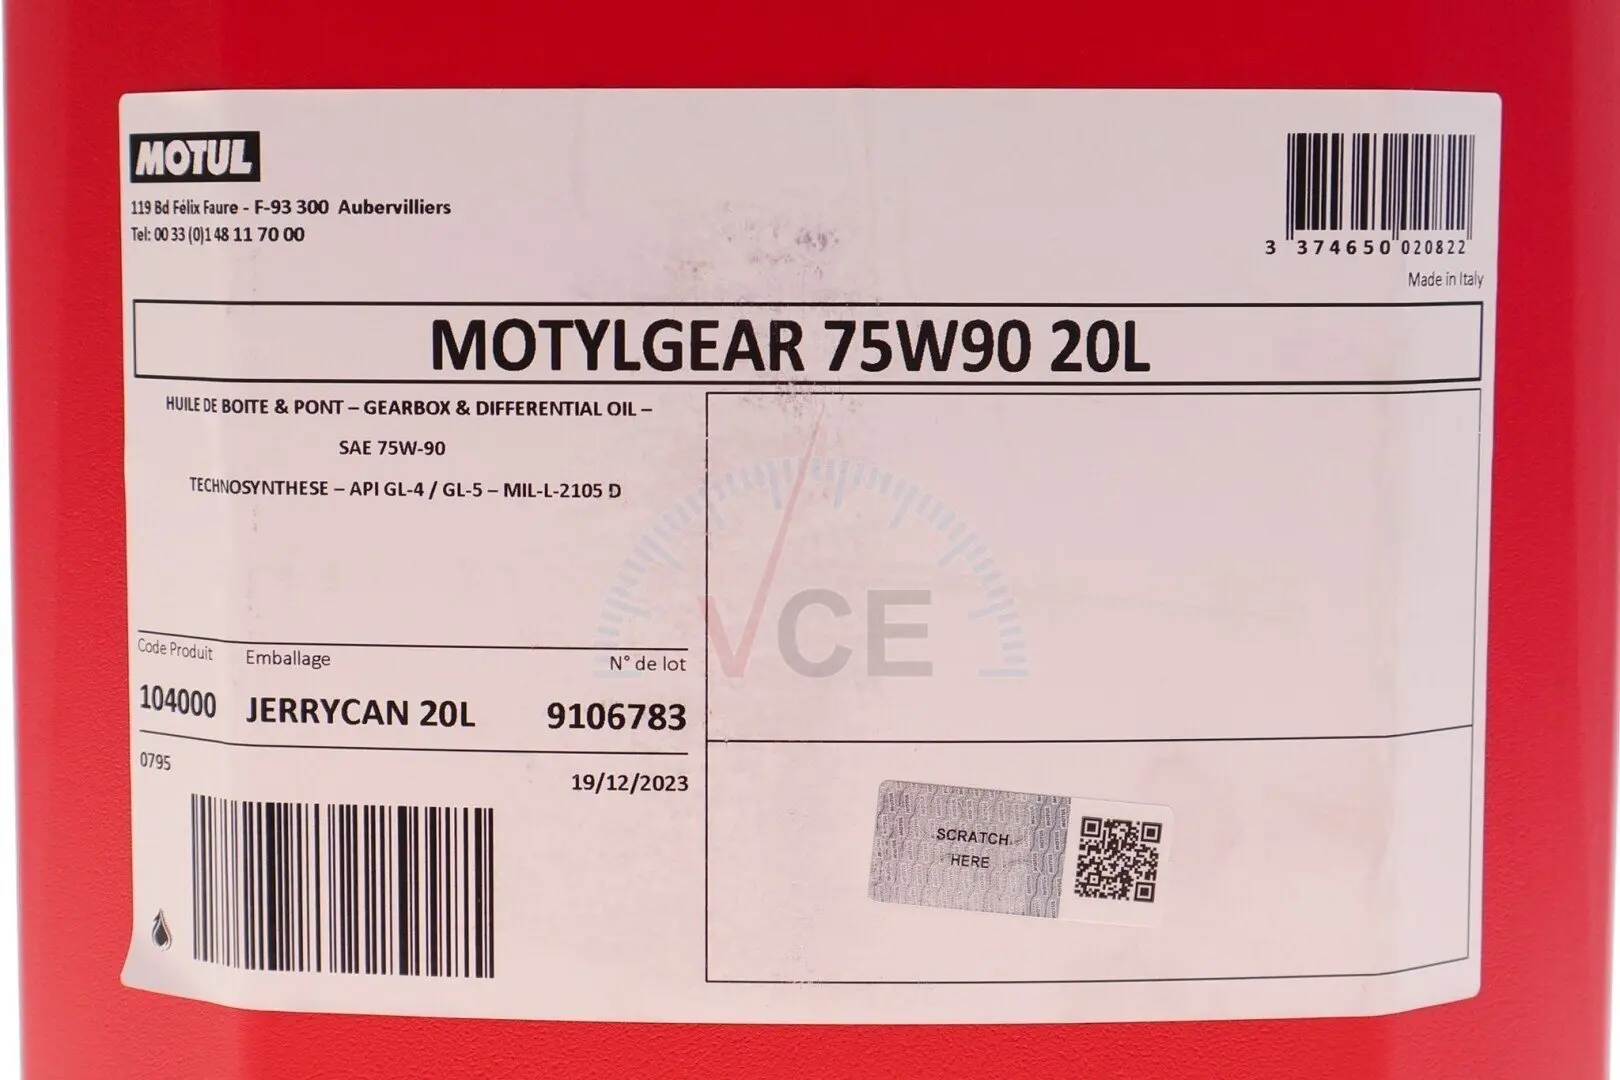 MOTUL
119 Bd Félix Faure - F-93 300 Aubervilliers
Tel: 00 33 (0)1 48 11 70 00
3 374650 020822
Made in Italy
MOTYLGEAR 75W90 20L
HUILE DE BOITE & PONT – GEARBOX & DIFFERENTIAL OIL –
SAE 75W-90
TECHNOSYNTHESE – API GL-4 / GL-5 – MIL-L-2105 D
VCE
Code Produit Emballage N° de lot
104000 JERRYCAN 20L 9106783
0795
19/12/2023
SCRATCH
HERE